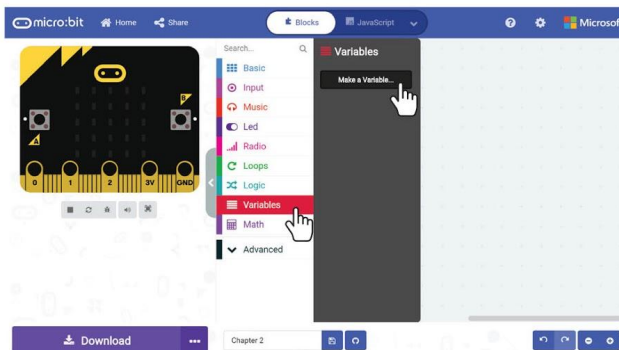 micro:bit Home Share Blocks JavaScript Microsof
Search...
Variables
Basic
Make a Variable...
Input
Music
Led
Radio
Loops
Logic
Variables
Math
Advanced
B
A
0 1 2 3V GND
Download ... Chapter 2